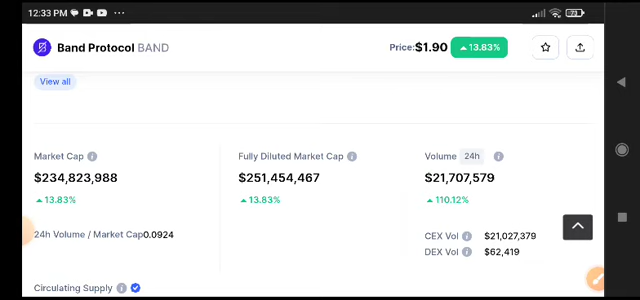 12:33 PM
72
Band Protocol BAND
Price:$1.90 13.83%
View all
Market Cap
$234,823,988
13.83%
24h Volume / Market Cap0.0924
Fully Diluted Market Cap
$251,454,467
13.83%
Volume 24h
$21,707,579
110.12%
CEX Vol $21,027,379
DEX Vol $62,419
Circulating Supply